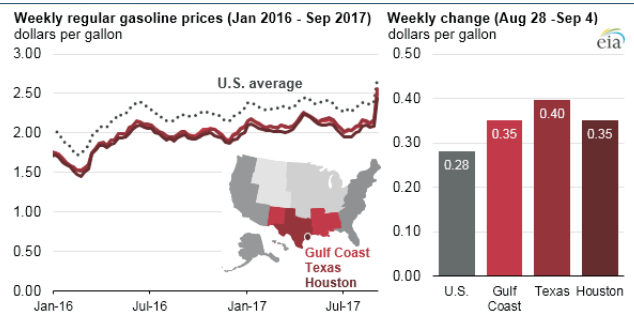 Weekly regular gasoline prices (Jan 2016 - Sep 2017)
dollars per gallon
3.00
2.50
2.00
1.50
1.00
0.50
0.00
U.S. average
Gulf Coast
Texas
Houston
Jan-16
Jul-16
Jan-17
Jul-17
Weekly change (Aug 28 -Sep 4)
dollars per gallon
eia
0.50
0.40
0.30
0.20
0.10
0.00
0.28
0.35
0.40
0.35
U.S.
Gulf
Coast
Texas
Houston